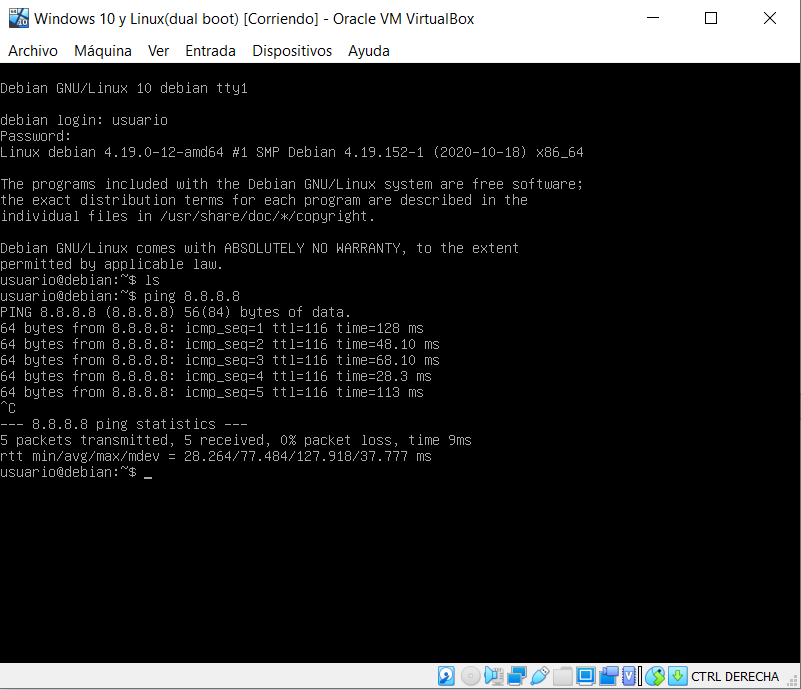 Windows 10 y Linux(dual boot) [Corriendo] - Oracle VM VirtualBox
Archivo Máquina Ver Entrada Dispositivos Ayuda
Debian GNU/Linux 10 debian tty1
debian login: usuario
Password:
Linux debian 4.19.0-12-amd64 #1 SMP Debian 4.19.152-1 (2020-10-18) x86_64
The programs included with the Debian GNU/Linux system are free software;
the exact distribution terms for each program are described in the
individual files in /usr/share/doc/*/copyright.
Debian GNU/Linux comes with ABSOLUTELY NO WARRANTY, to the extent
permitted by applicable law.
usuario@debian:~$ ls
usuario@debian:~$ ping 8.8.8.8
PING 8.8.8.8 (8.8.8.8) 56(84) bytes of data.
64 bytes from 8.8.8.8: icmp_seq=1 ttl=116 time=128 ms
64 bytes from 8.8.8.8: icmp_seq=2 ttl=116 time=48.10 ms
64 bytes from 8.8.8.8: icmp_seq=3 ttl=116 time=68.10 ms
64 bytes from 8.8.8.8: icmp_seq=4 ttl=116 time=28.3 ms
64 bytes from 8.8.8.8: icmp_seq=5 ttl=116 time=113 ms
^C
--- 8.8.8.8 ping statistics ---
5 packets transmitted, 5 received, 0% packet loss, time 9ms
rtt min/avg/max/mdev = 28.264/77.484/127.918/37.777 ms
usuario@debian:~$ _
CTRL DERECHA